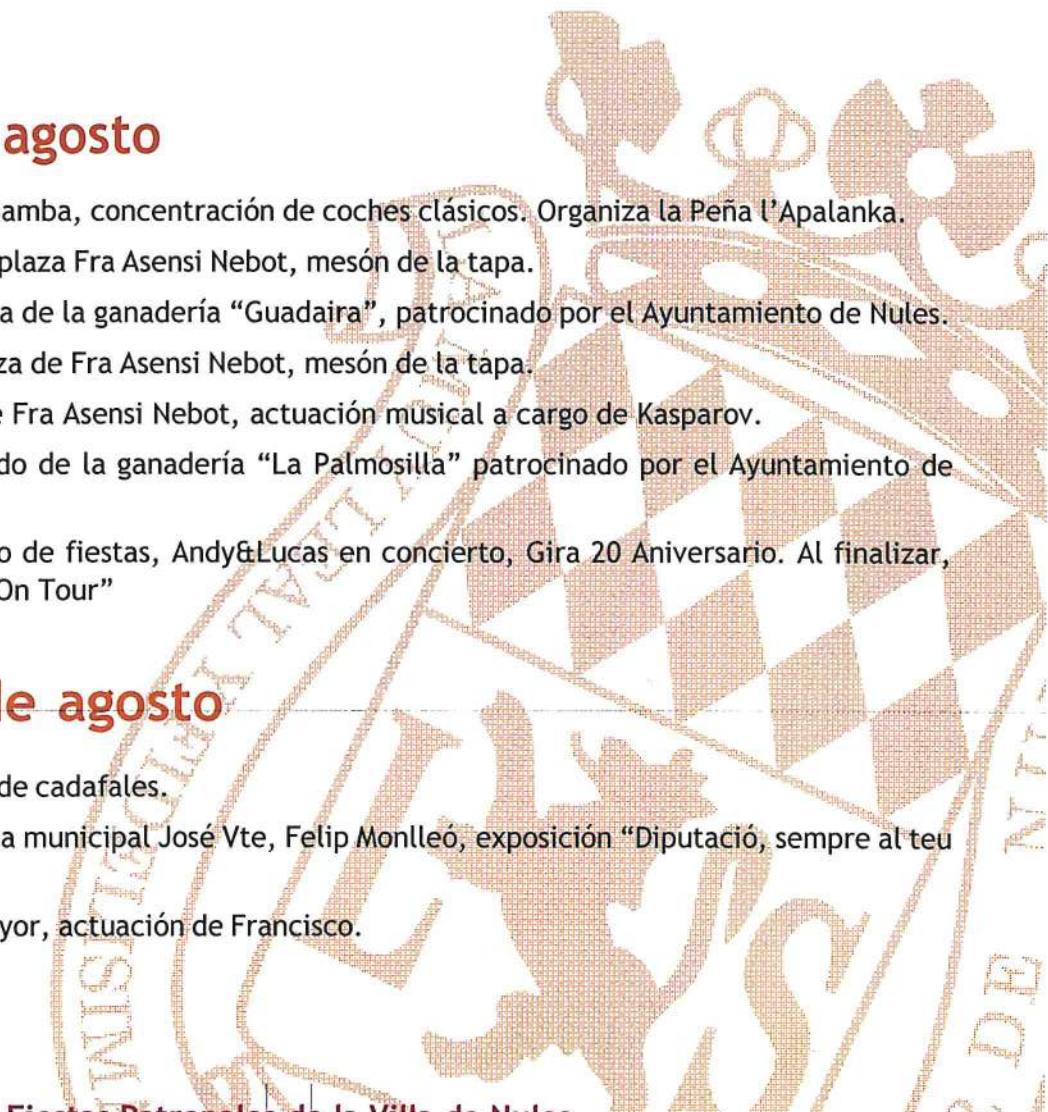 agosto
amba, concentración de coches clásicos. Organiza la Peña l'Apalanka.
plaza Fra Asensi Nebot, mesón de la tapa.
a de la ganadería “Guadaira”, patrocinado por el Ayuntamiento de Nules.
za de Fra Asensi Nebot, mesón de la tapa.
e Fra Asensi Nebot, actuación musical a cargo de Kasparov.
do de la ganadería “La Palmosilla” patrocinado por el Ayuntamiento de
o de fiestas, Andy&Lucas en concierto, Gira 20 Aniversario. Al finalizar,
On Tour”
de agosto
de cadafales.
a municipal José Vte, Felip Monlleó, exposición “Diputació, sempre al teu
yor, actuación de Francisco.
Fiestas Patronales de la Villa de Nules